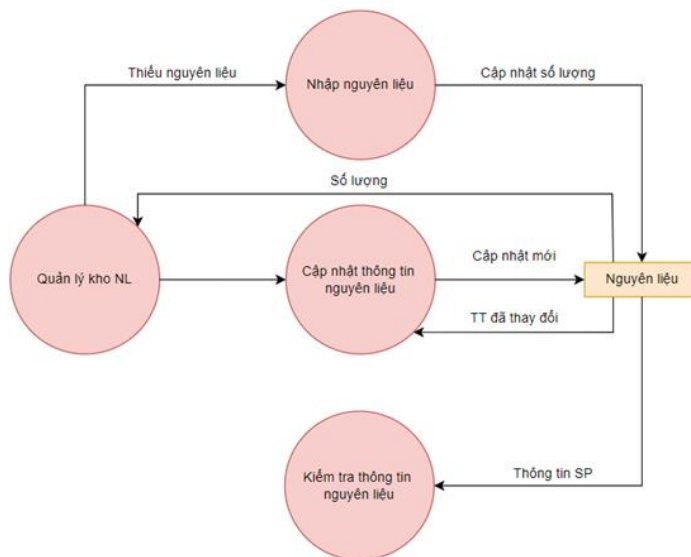 Thiếu nguyên liệu
Nhập nguyên liệu
Cập nhật số lượng
Số lượng
Quản lý kho NL
Cập nhật thông tin
nguyên liệu
Cập nhật mới
Nguyên liệu
TT đã thay đổi
Kiểm tra thông tin
nguyên liệu
Thông tin SP